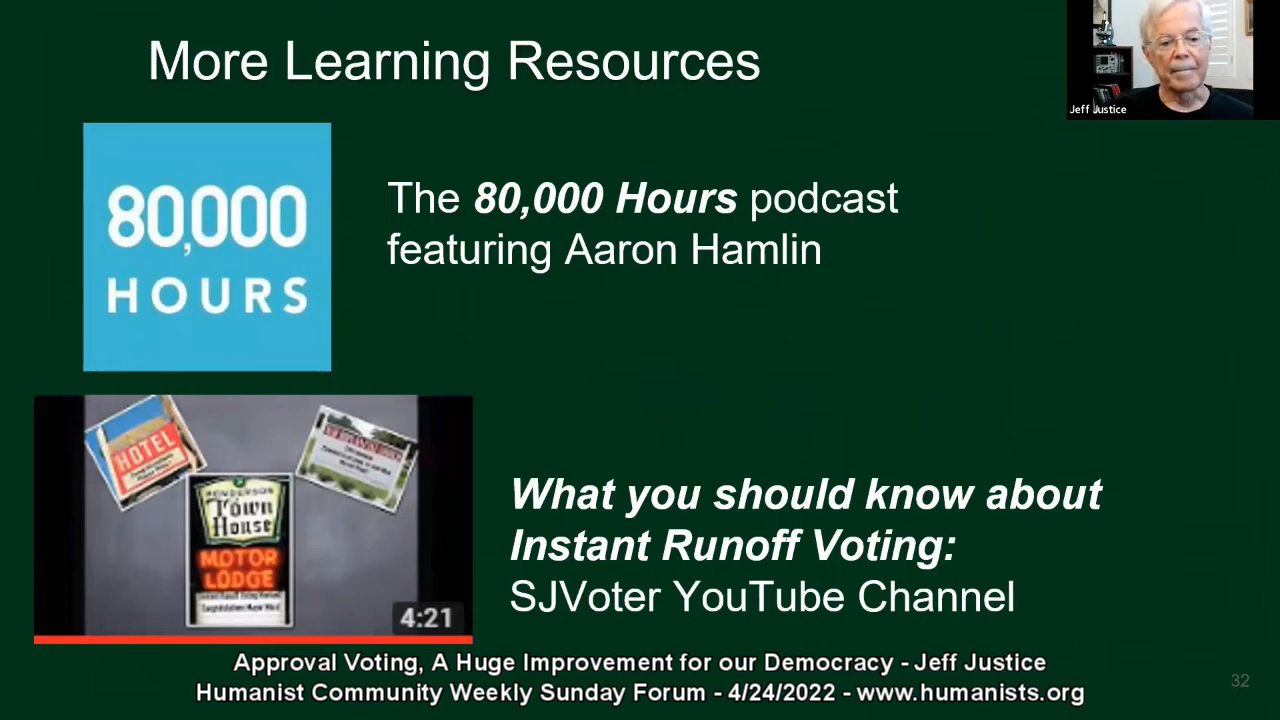 More Learning Resources
Jeff Justice
80,000
HOURS
The 80,000 Hours podcast
featuring Aaron Hamlin
HOTEL
HENDERSON
Town
House
MOTOR
LODGE
4:21
What you should know about
Instant Runoff Voting:
SJVoter YouTube Channel
Approval Voting, A Huge Improvement for our Democracy - Jeff Justice
Humanist Community Weekly Sunday Forum - 4/24/2022 - www.humanists.org
32